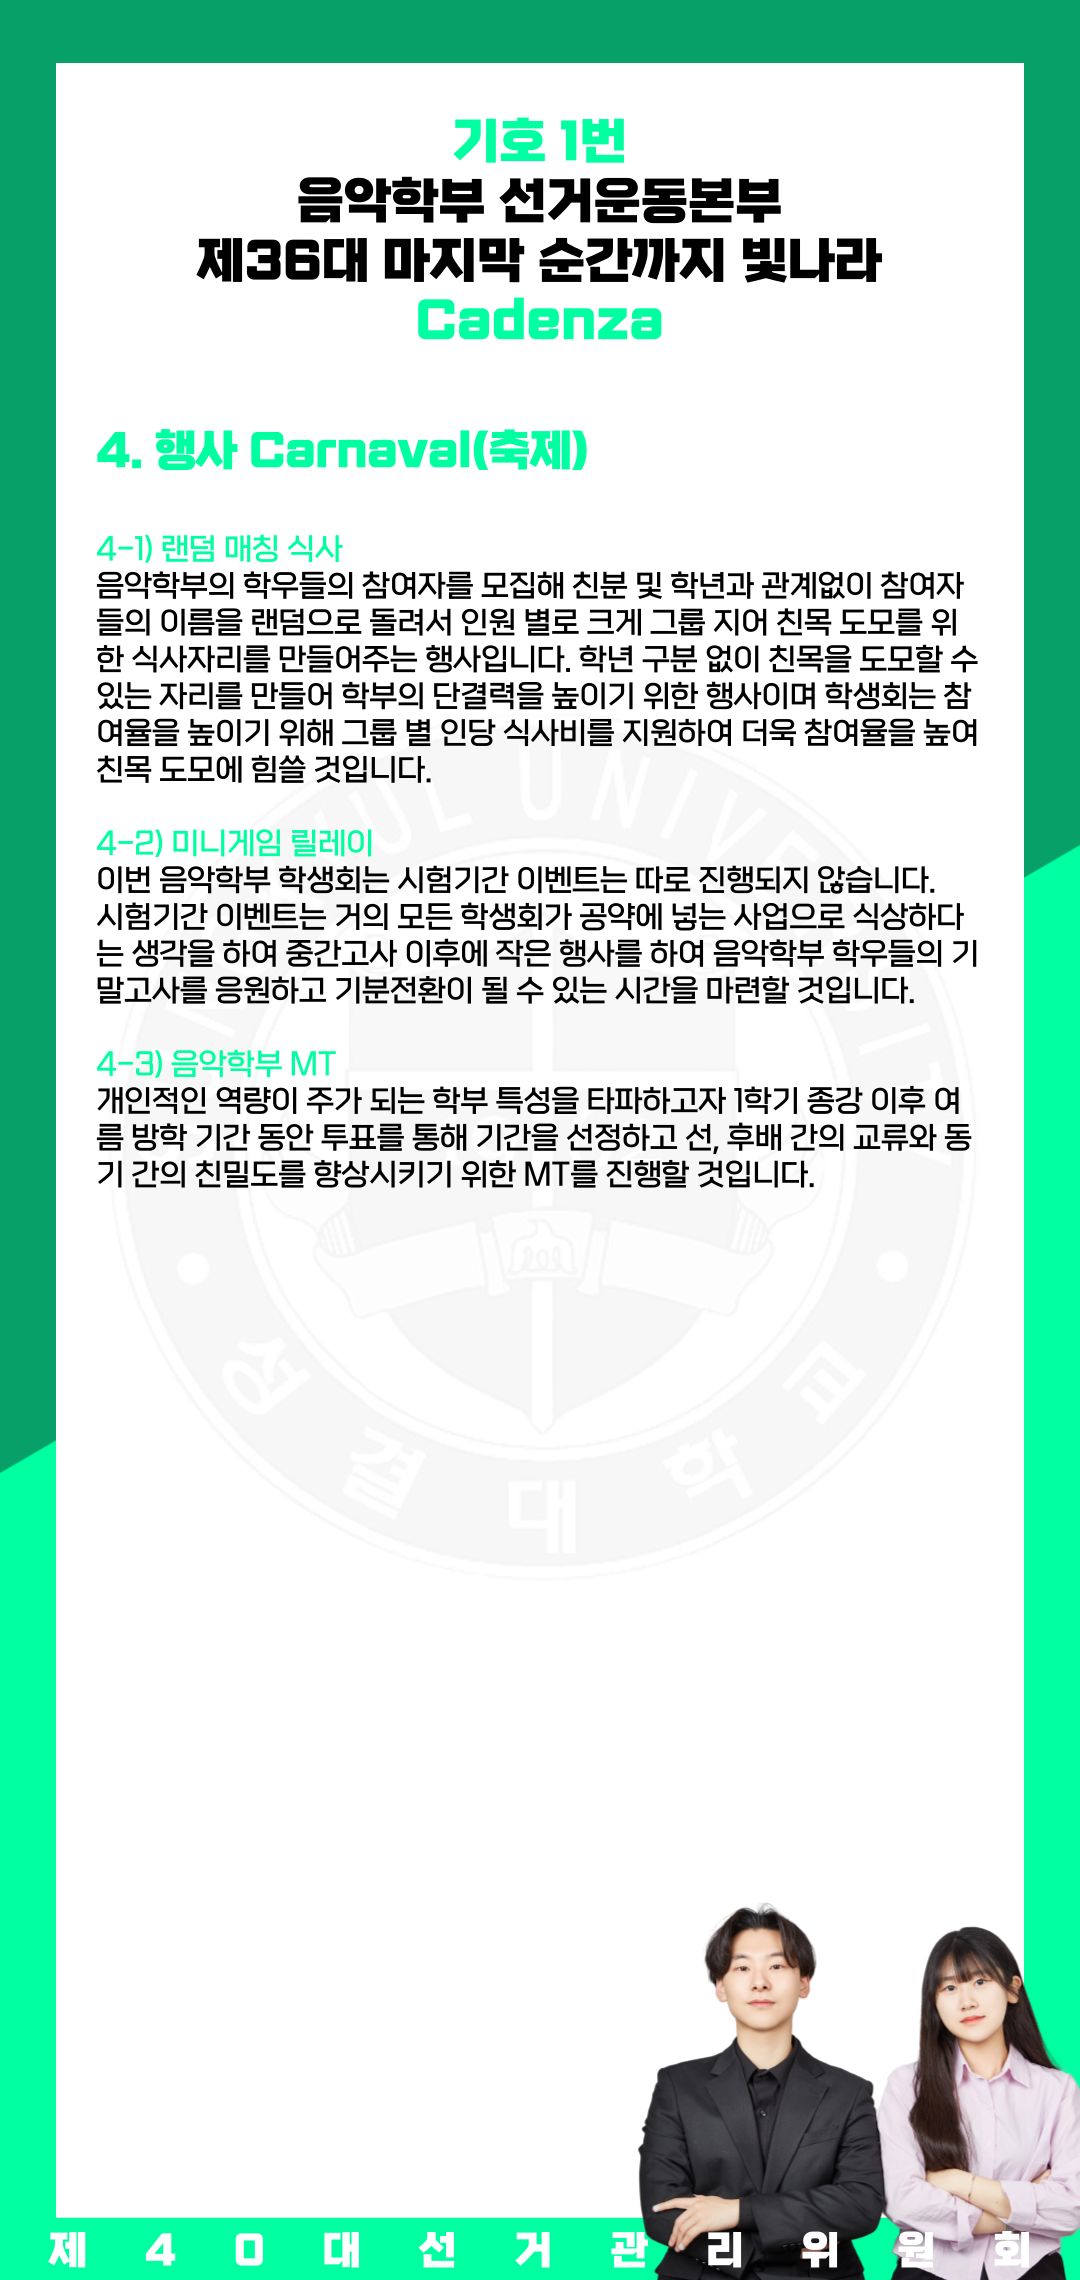 기호 1번
음악학부 선거운동본부
제36대 마지막 순간까지 빛나라
Cadenza
4. 행사 Carnaval(축제)
4-1) 랜덤 매칭 식사
음악학부의 학우들의 참여자를 모집해 친분 및 학년과 관계없이 참여자
들의 이름을 랜덤으로 돌려서 인원 별로 크게 그룹 지어 친목 도모를 위
한 식사자리를 만들어주는 행사입니다. 학년 구분 없이 친목을 도모할 수
있는 자리를 만들어 학부의 단결력을 높이기 위한 행사이며 학생회는 참
여율을 높이기 위해 그룹 별 인당 식사비를 지원하여 더욱 참여율을 높여
친목 도모에 힘쓸 것입니다.
4-2) 미니게임 릴레이
이번 음악학부 학생회는 시험기간 이벤트는 따로 진행되지 않습니다.
시험기간 이벤트는 거의 모든 학생회가 공약에 넣는 사업으로 식상하다
는 생각을 하여 중간고사 이후에 작은 행사를 하여 음악학부 학우들의 기
말고사를 응원하고 기분전환이 될 수 있는 시간을 마련할 것입니다.
4-3) 음악학부 MT
개인적인 역량이 주가 되는 학부 특성을 타파하고자 1학기 종강 이후 여
름 방학 기간 동안 투표를 통해 기간을 선정하고 선, 후배 간의 교류와 동
기 간의 친밀도를 향상시키기 위한 MT를 진행할 것입니다.
성결대학교
제40대선거관리위원회